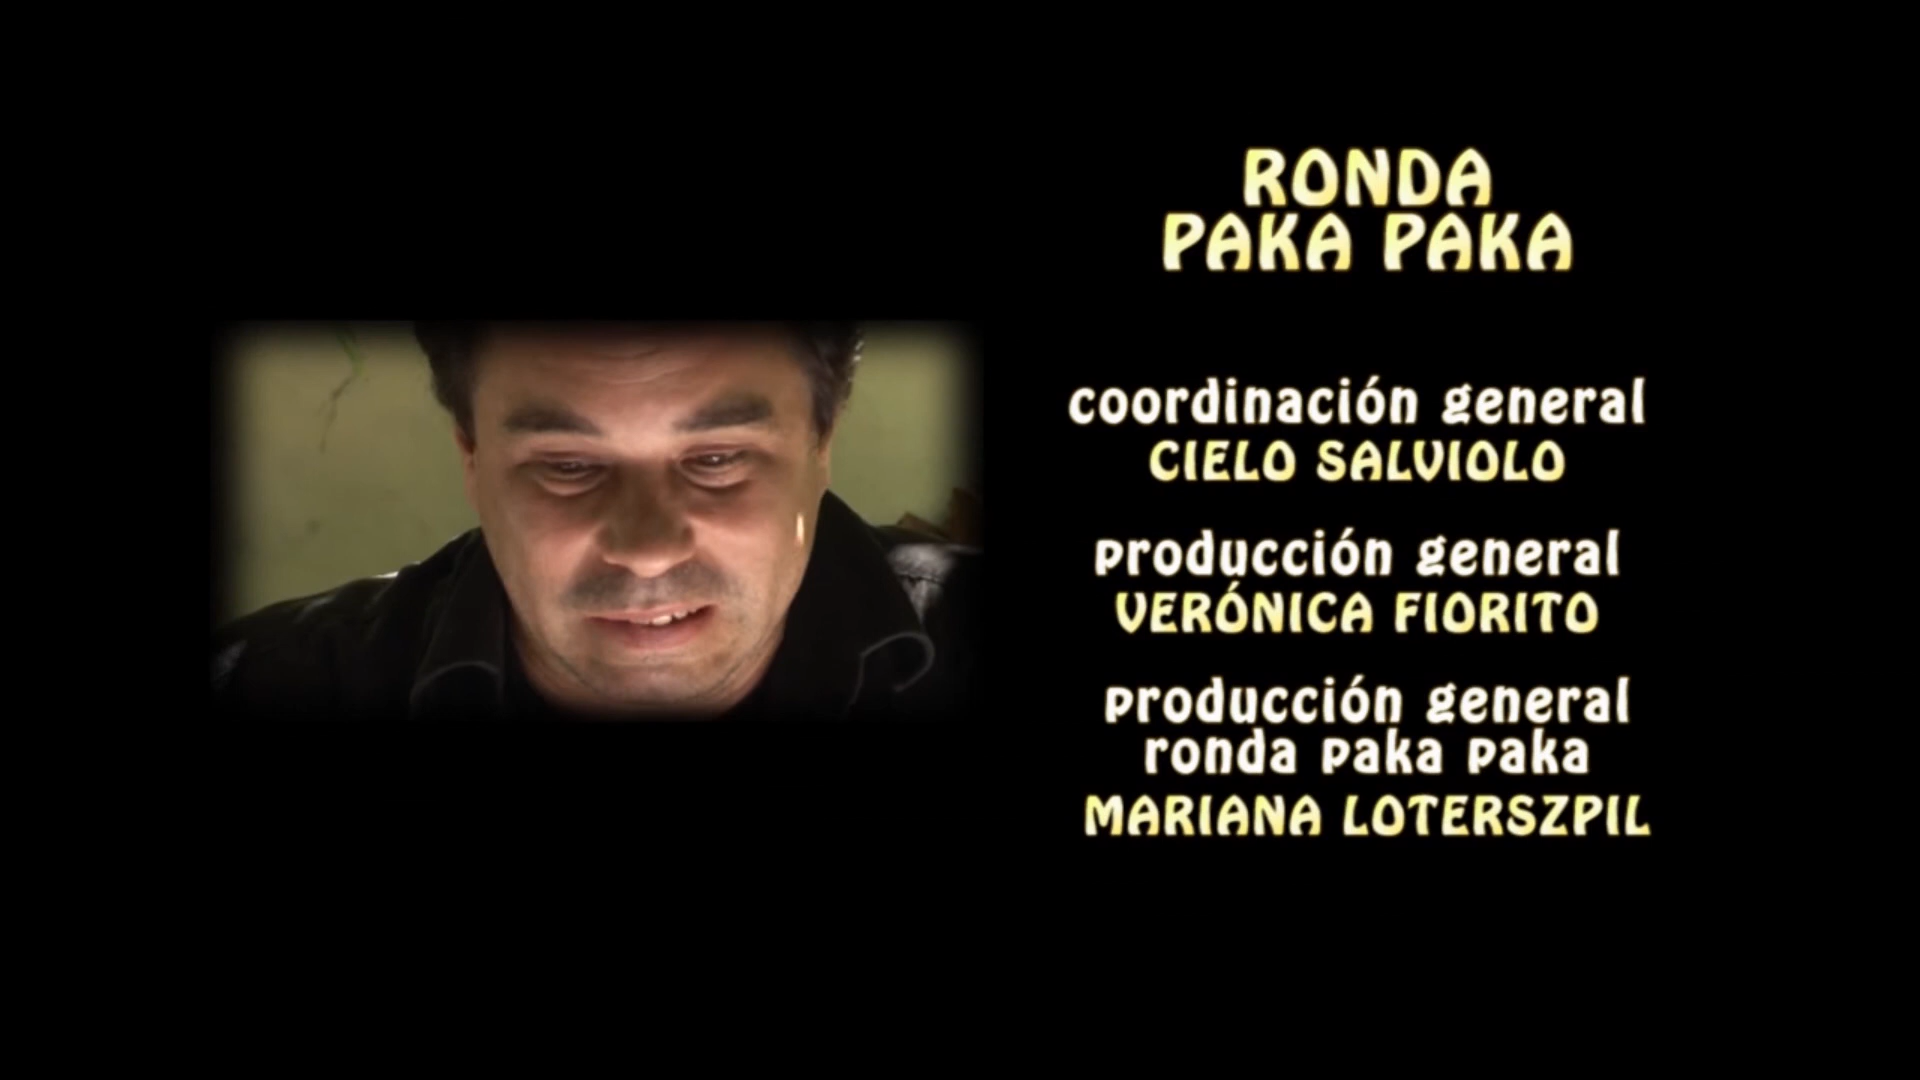 RONDA
PAKA PAKA
coordinación general
CIELO SALVIOLO
producción general
VERÓNICA FIORITO
producción general
ronda paka paka
MARIANA LOTERSZPIL